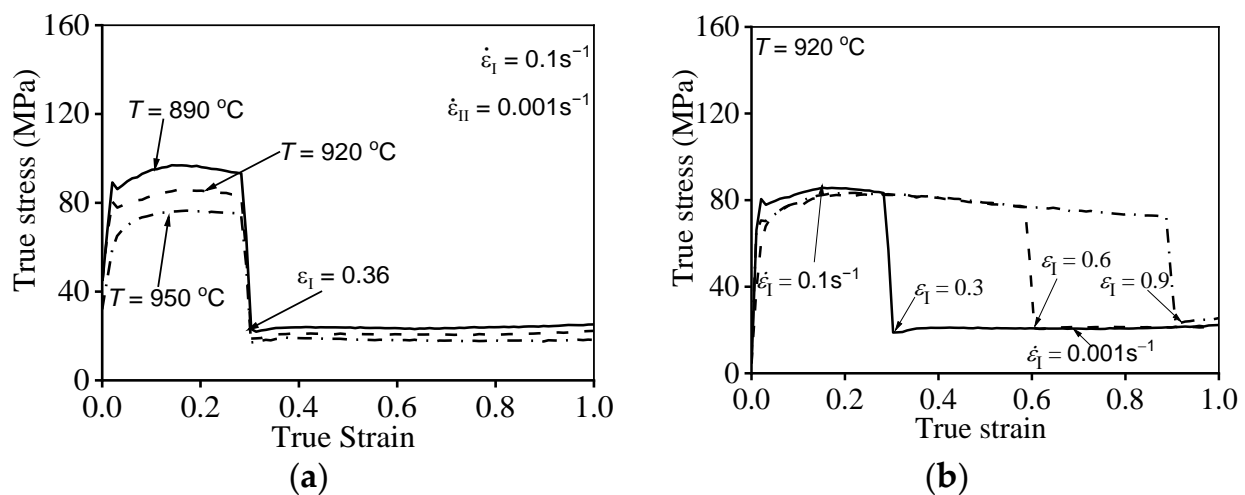 160
120
80
40
0
True stress (MPa)
ε̇I = 0.1s−1
ε̇II = 0.001s−1
T = 890 °C
T = 920 °C
T = 950 °C
εI = 0.36
0.0 0.2 0.4 0.6 0.8 1.0
True Strain
(a)
160
120
80
40
0
True stress (MPa)
T = 920 °C
ε̇I = 0.1s−1
εI = 0.3
εI = 0.6
εI = 0.9
ε̇I = 0.001s−1
0.0 0.2 0.4 0.6 0.8 1.0
True strain
(b)